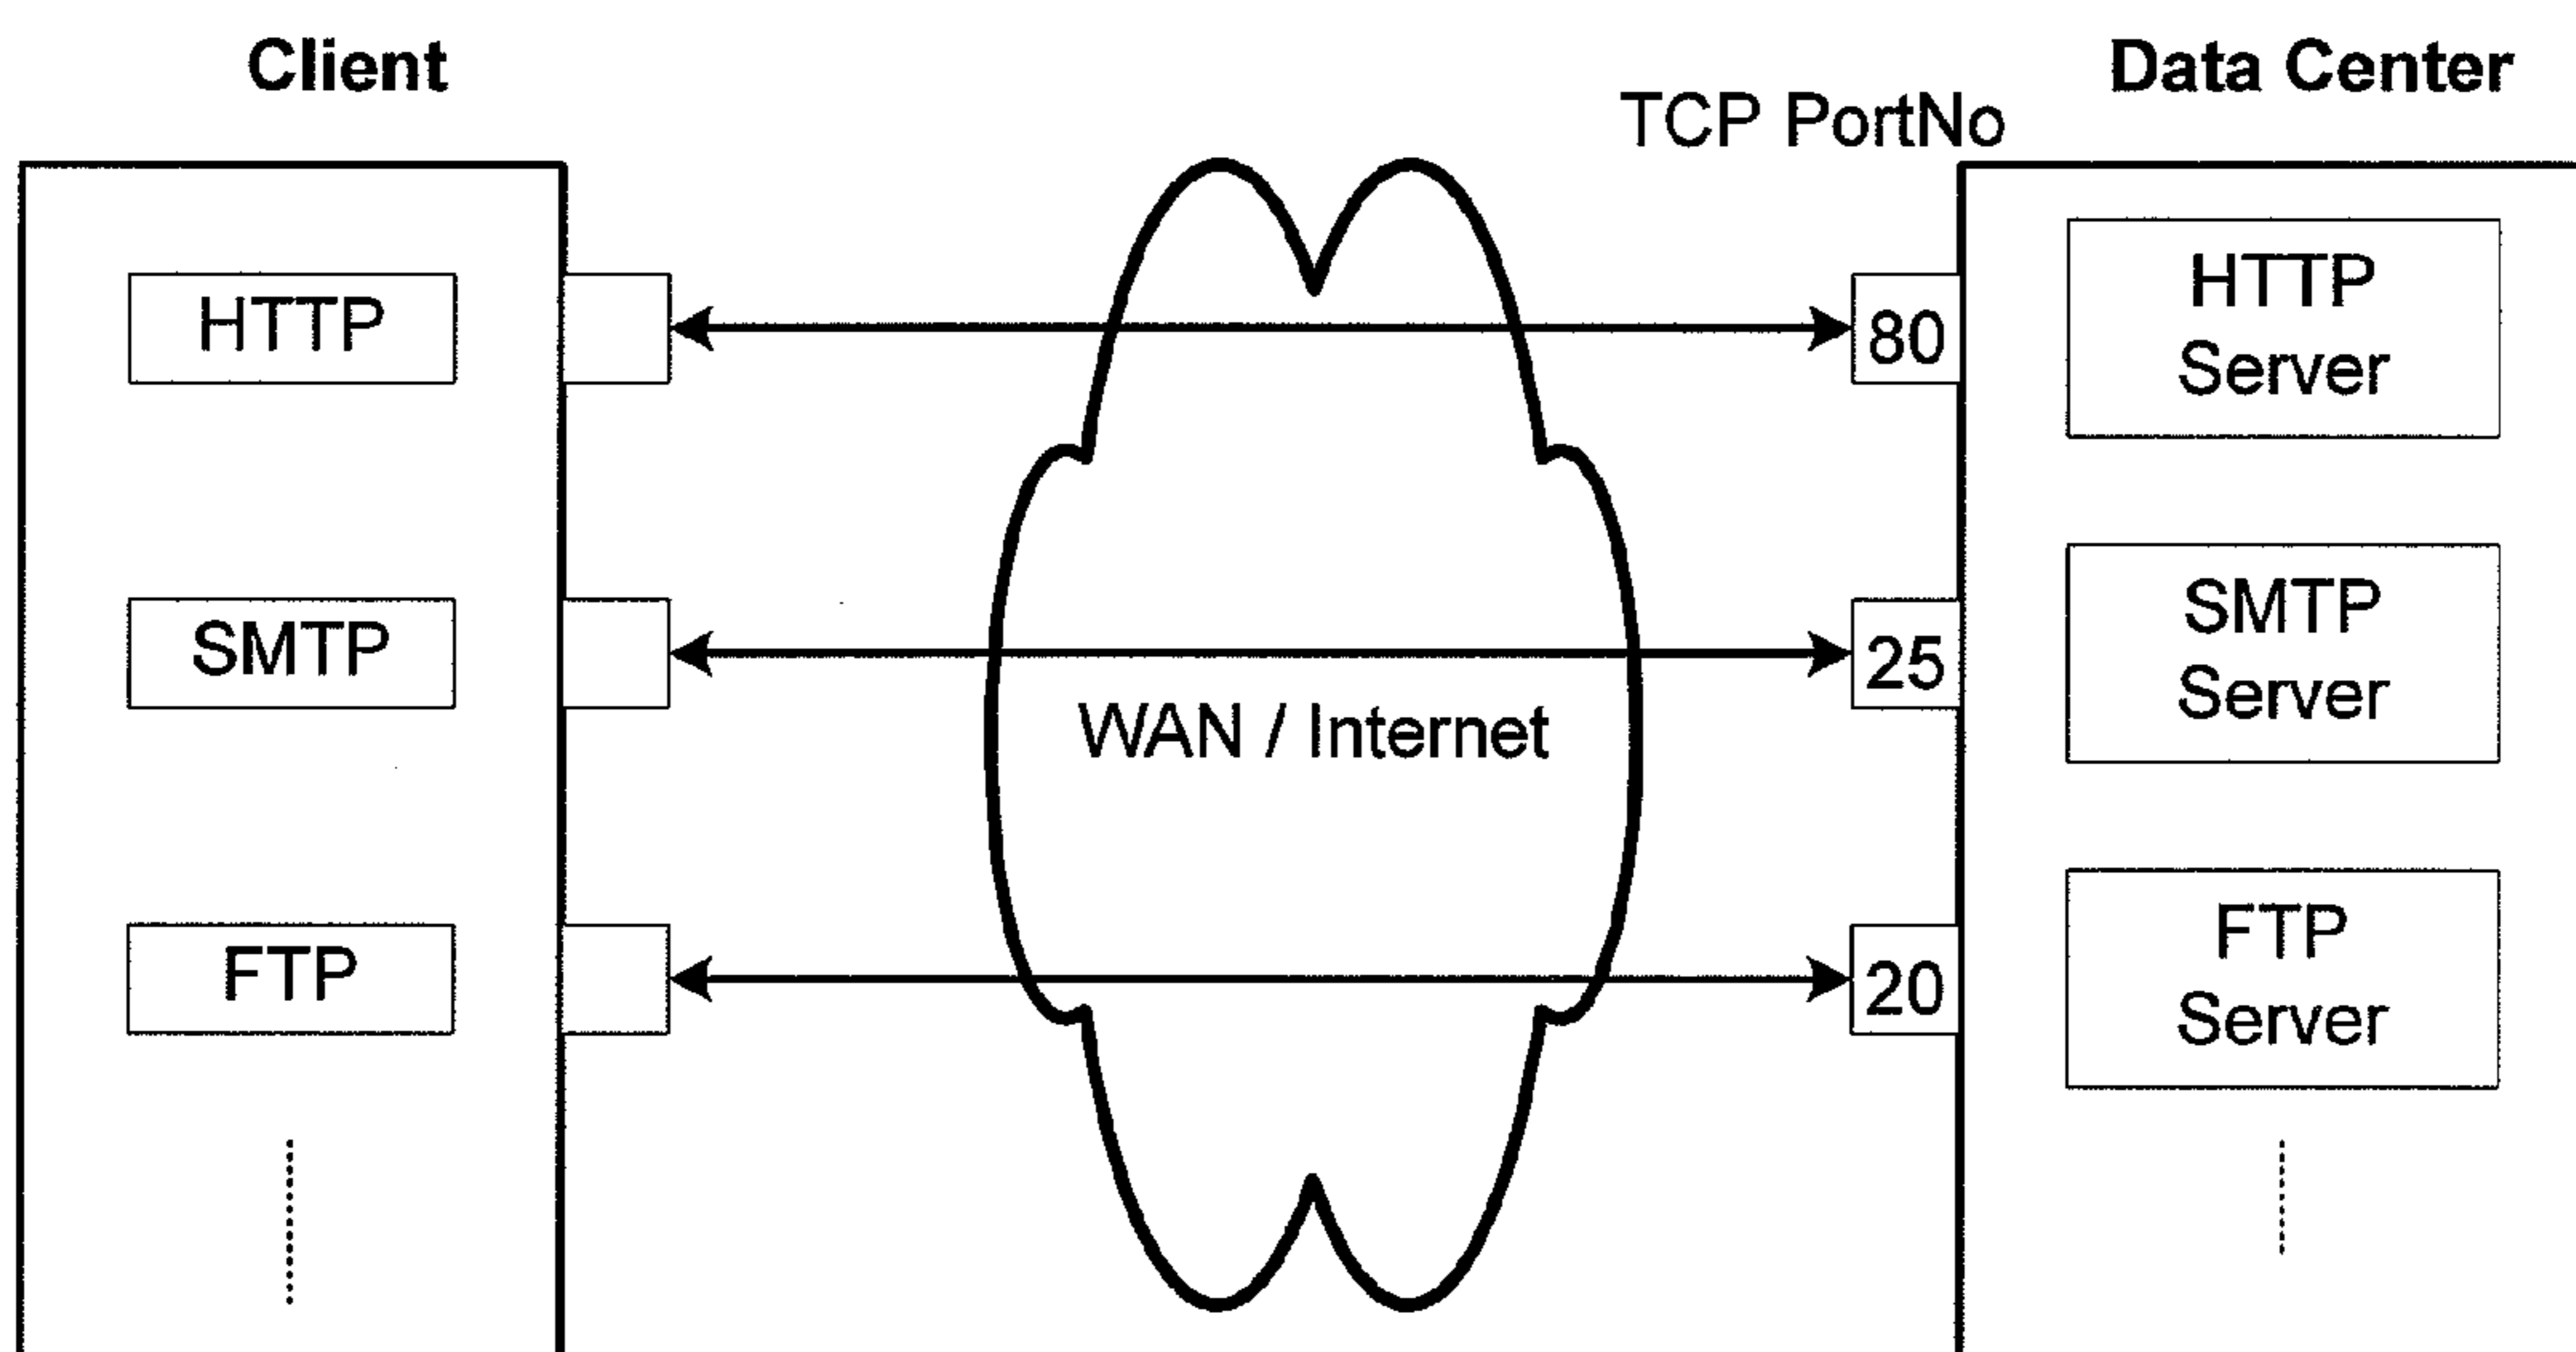 Client
Data Center
TCP PortNo
HTTP
80
HTTP
Server
SMTP
25
SMTP
Server
WAN / Internet
FTP
20
FTP
Server